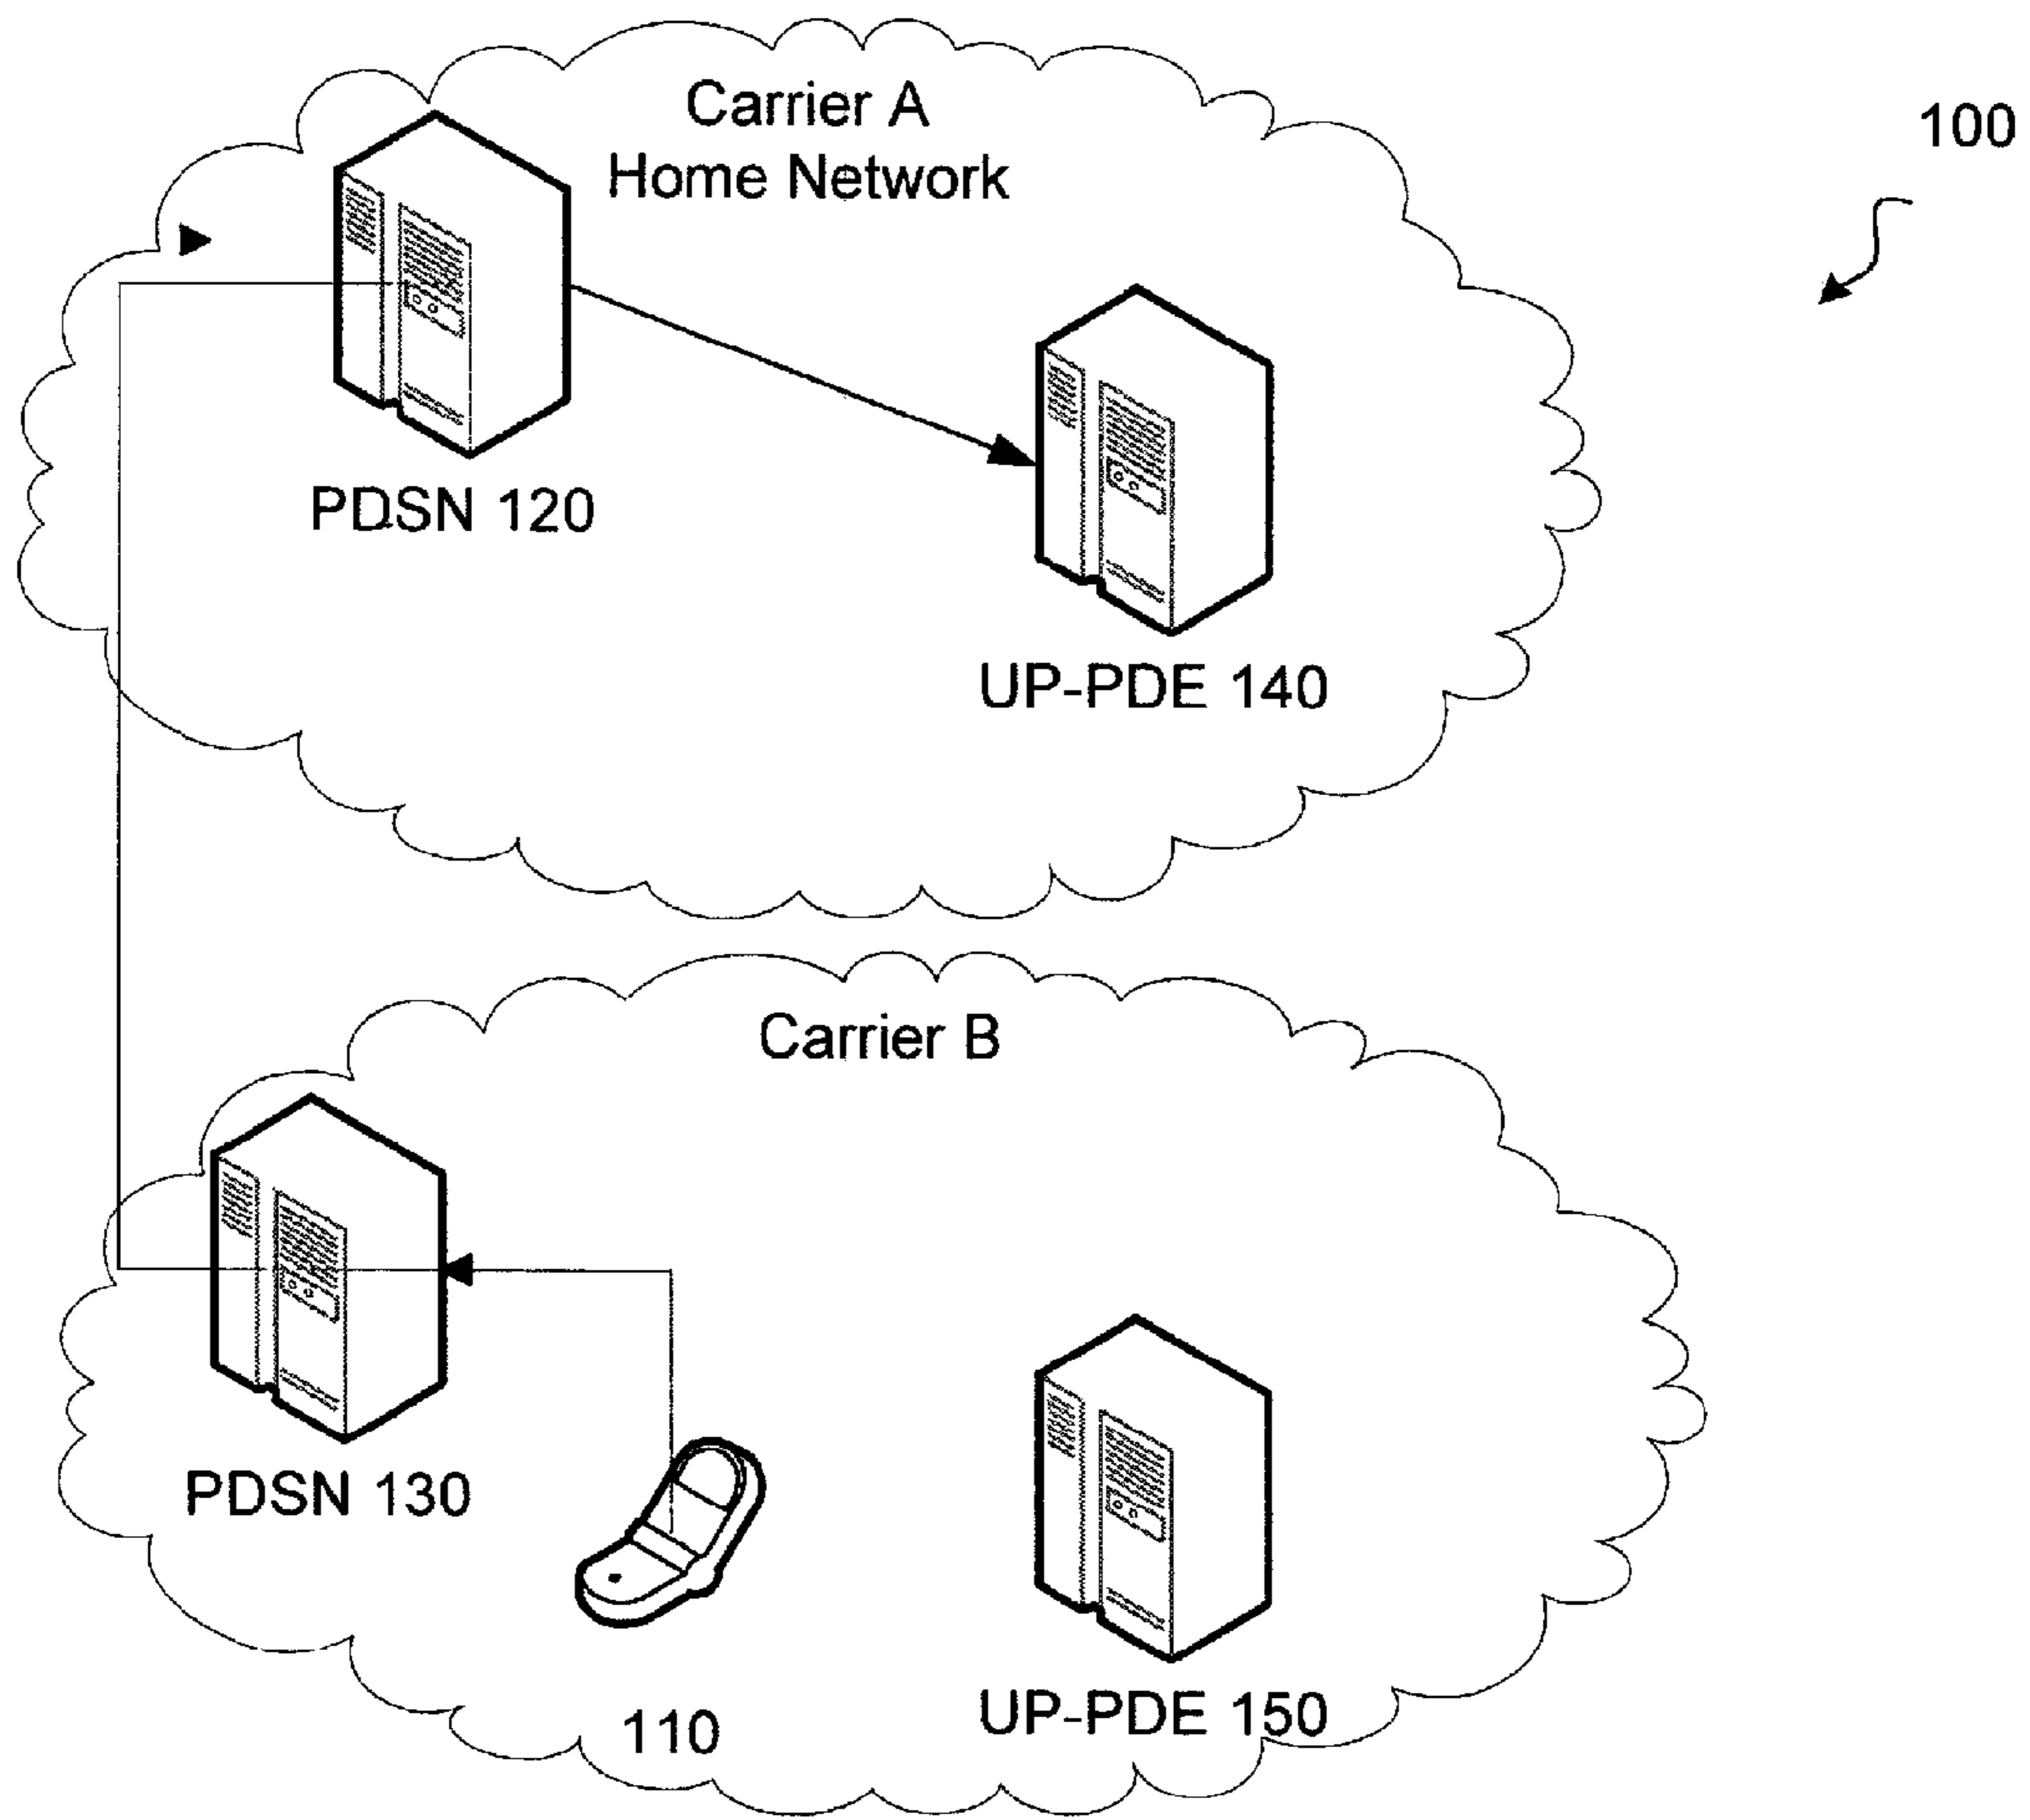 Carrier A
Home Network
100
PDSN 120
UP-PDE 140
Carrier B
PDSN 130
110
UP-PDE 150